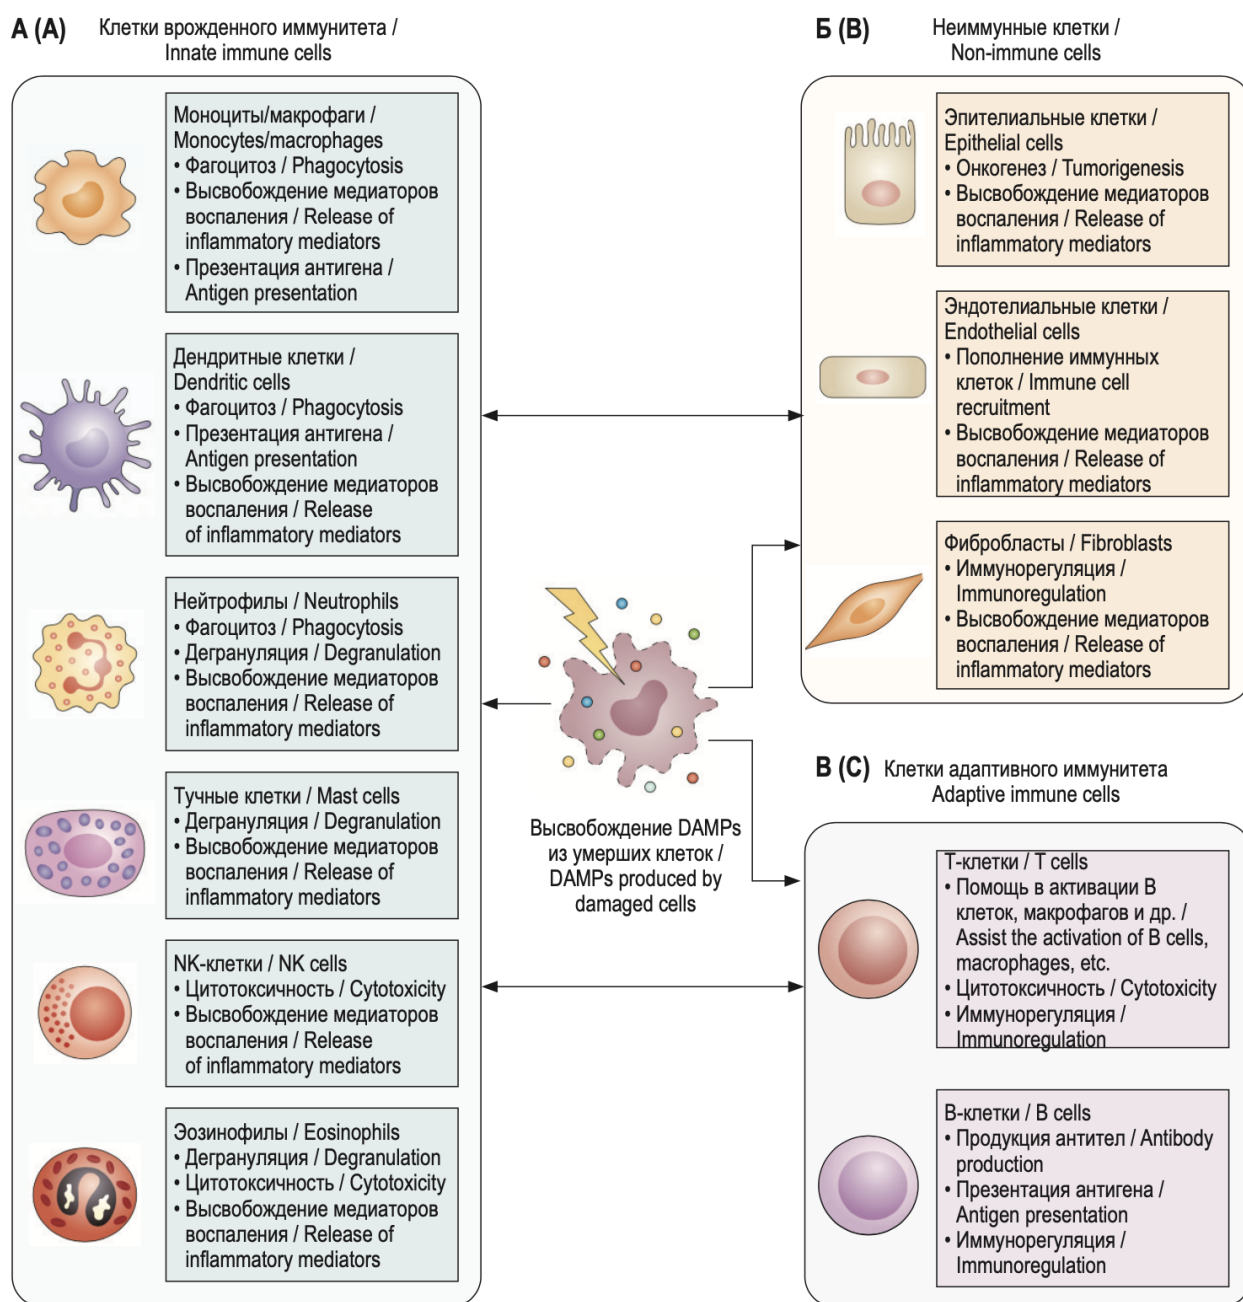 А (A)
Клетки врожденного иммунитета /
Innate immune cells
Моноциты/макрофаги /
Monocytes/macrophages
• Фагоцитоз / Phagocytosis
• Высвобождение медиаторов
воспаления / Release of
inflammatory mediators
• Презентация антигена /
Antigen presentation
Дендритные клетки /
Dendritic cells
• Фагоцитоз / Phagocytosis
• Презентация антигена /
Antigen presentation
• Высвобождение медиаторов
воспаления / Release
of inflammatory mediators
Нейтрофилы / Neutrophils
• Фагоцитоз / Phagocytosis
• Дегрануляция / Degranulation
• Высвобождение медиаторов
воспаления / Release of
inflammatory mediators
Тучные клетки / Mast cells
• Дегрануляция / Degranulation
• Высвобождение медиаторов
воспаления / Release of
inflammatory mediators
NK-клетки / NK cells
• Цитотоксичность / Cytotoxicity
• Высвобождение медиаторов
воспаления / Release
of inflammatory mediators
Эозинофилы / Eosinophils
• Дегрануляция / Degranulation
• Цитотоксичность / Cytotoxicity
• Высвобождение медиаторов
воспаления / Release of
inflammatory mediators
Высвобождение DAMPs
из умерших клеток /
DAMPs produced by
damaged cells
Б (B)
Неиммунные клетки /
Non-immune cells
Эпителиальные клетки /
Epithelial cells
• Онкогенез / Tumorigenesis
• Высвобождение медиаторов
воспаления / Release of
inflammatory mediators
Эндотелиальные клетки /
Endothelial cells
• Пополнение иммунных
клеток / Immune cell
recruitment
• Высвобождение медиаторов
воспаления / Release of
inflammatory mediators
Фибробласты / Fibroblasts
• Иммунорегуляция /
Immunoregulation
• Высвобождение медиаторов
воспаления / Release of
inflammatory mediators
В (C)
Клетки адаптивного иммунитета
Adaptive immune cells
Т-клетки / T cells
• Помощь в активации В
клеток, макрофагов и др. /
Assist the activation of B cells,
macrophages, etc.
• Цитотоксичность / Cytotoxicity
• Иммунорегуляция /
Immunoregulation
В-клетки / B cells
• Продукция антител / Antibody
production
• Презентация антигена /
Antigen presentation
• Иммунорегуляция /
Immunoregulation